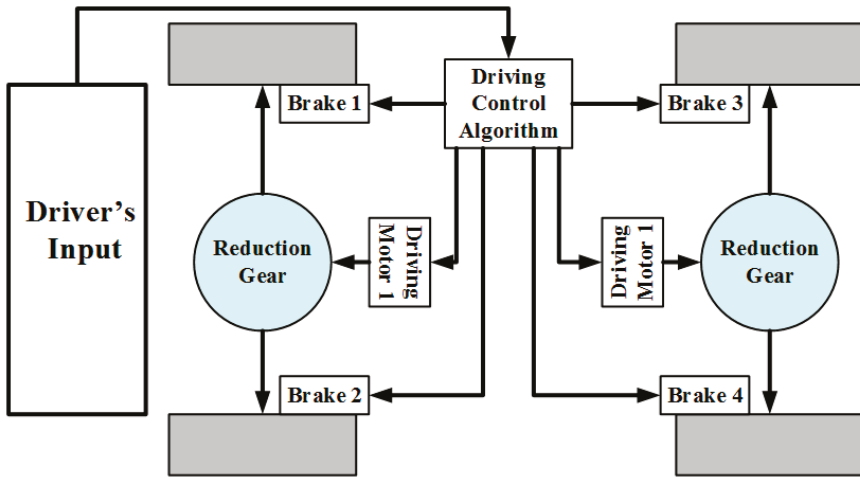 Driver's
Input
Brake 1
Driving
Control
Algorithm
Brake 3
Reduction
Gear
Driving
Motor 1
Driving
Motor 1
Reduction
Gear
Brake 2
Brake 4